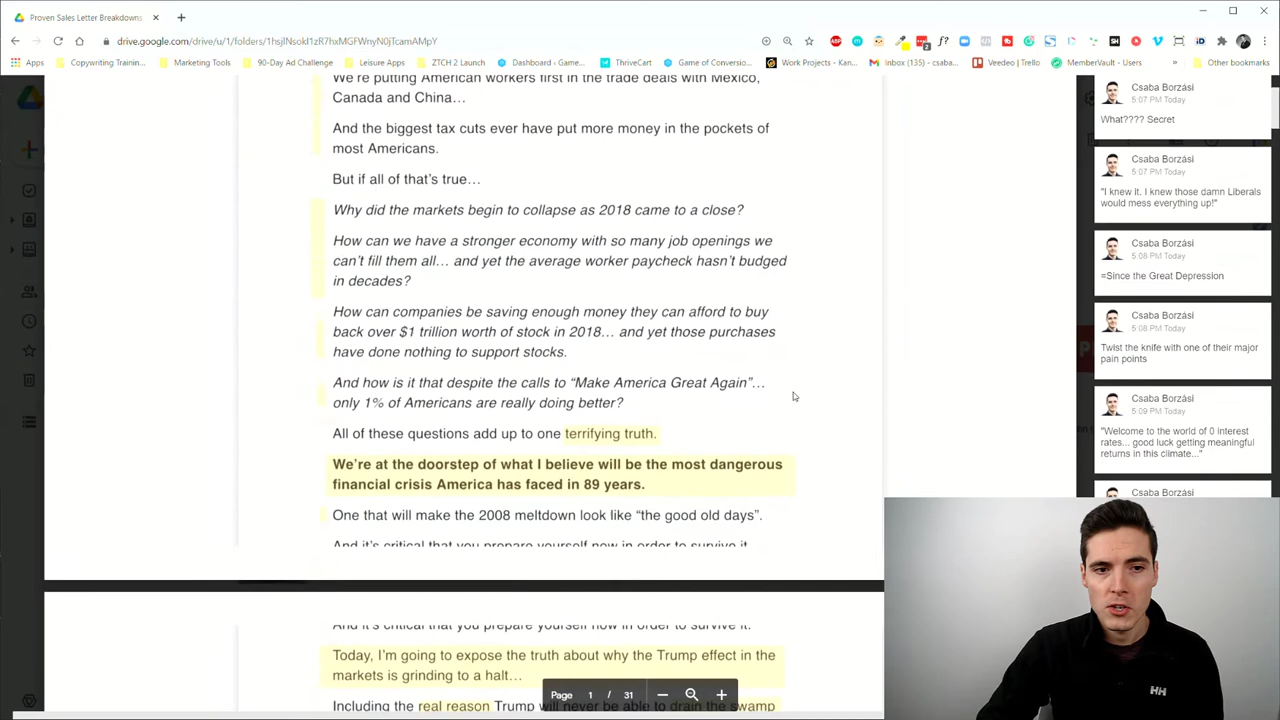 Proven Sales Letter Breakdowns
drive.google.com/drive/u/1/folders/1hsjlNsokl1zR7hxMGFWnyN0jTcamAMpY
Apps
Copywriting Trainin...
Marketing Tools
90-Day Ad Challenge
Leisure Apps
ZTCH 2 Launch
Dashboard - Game...
ThriveCart
Game of Conversio...
Work Projects - Kan...
Inbox (135) - csaba...
Veedeo | Trello
MemberVault - Users
Other bookmarks
We're putting American workers first in the trade deals with Mexico,
Canada and China…
And the biggest tax cuts ever have put more money in the pockets of
most Americans.
But if all of that's true…
Why did the markets begin to collapse as 2018 came to a close?
How can we have a stronger economy with so many job openings we
can't fill them all… and yet the average worker paycheck hasn't budged
in decades?
How can companies be saving enough money they can afford to buy
back over $1 trillion worth of stock in 2018… and yet those purchases
have done nothing to support stocks.
And how is it that despite the calls to “Make America Great Again”…
only 1% of Americans are really doing better?
All of these questions add up to one terrifying truth.
We're at the doorstep of what I believe will be the most dangerous
financial crisis America has faced in 89 years.
One that will make the 2008 meltdown look like “the good old days”.
And it's critical that you prepare yourself now in order to survive it.
And it's critical that you prepare yourself now in order to survive it.
Today, I'm going to expose the truth about why the Trump effect in the
markets is grinding to a halt…
Including the real reason Trump will never be able to drain the swamp
Page 1 / 31
Csaba Borzási
5:07 PM Today
What???? Secret
Csaba Borzási
5:07 PM Today
"I knew it. I knew those damn Liberals
would mess everything up!"
Csaba Borzási
5:08 PM Today
=Since the Great Depression
Csaba Borzási
5:08 PM Today
Twist the knife with one of their major
pain points
Csaba Borzási
5:09 PM Today
"Welcome to the world of 0 interest
rates... good luck getting meaningful
returns in this climate..."
Csaba Borzási
HH